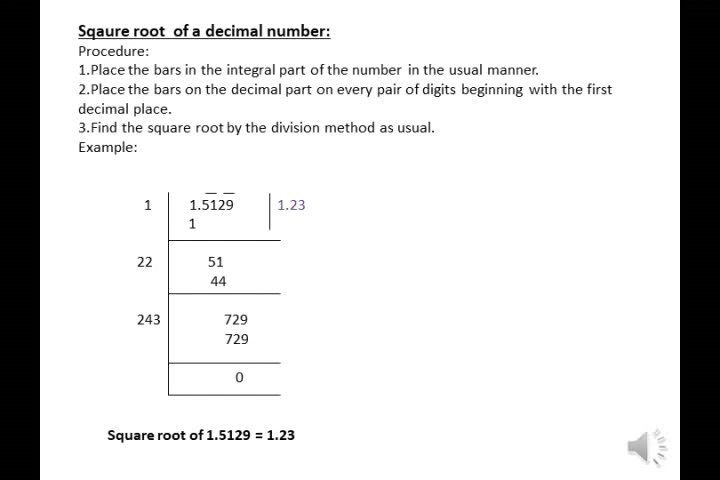 Sqaure root of a decimal number:
Procedure:
1.Place the bars in the integral part of the number in the usual manner.
2.Place the bars on the decimal part on every pair of digits beginning with the first
decimal place.
3.Find the square root by the division method as usual.
Example:
1 1.5129 1.23
1
22 51
44
243 729
729
0
Square root of 1.5129 = 1.23